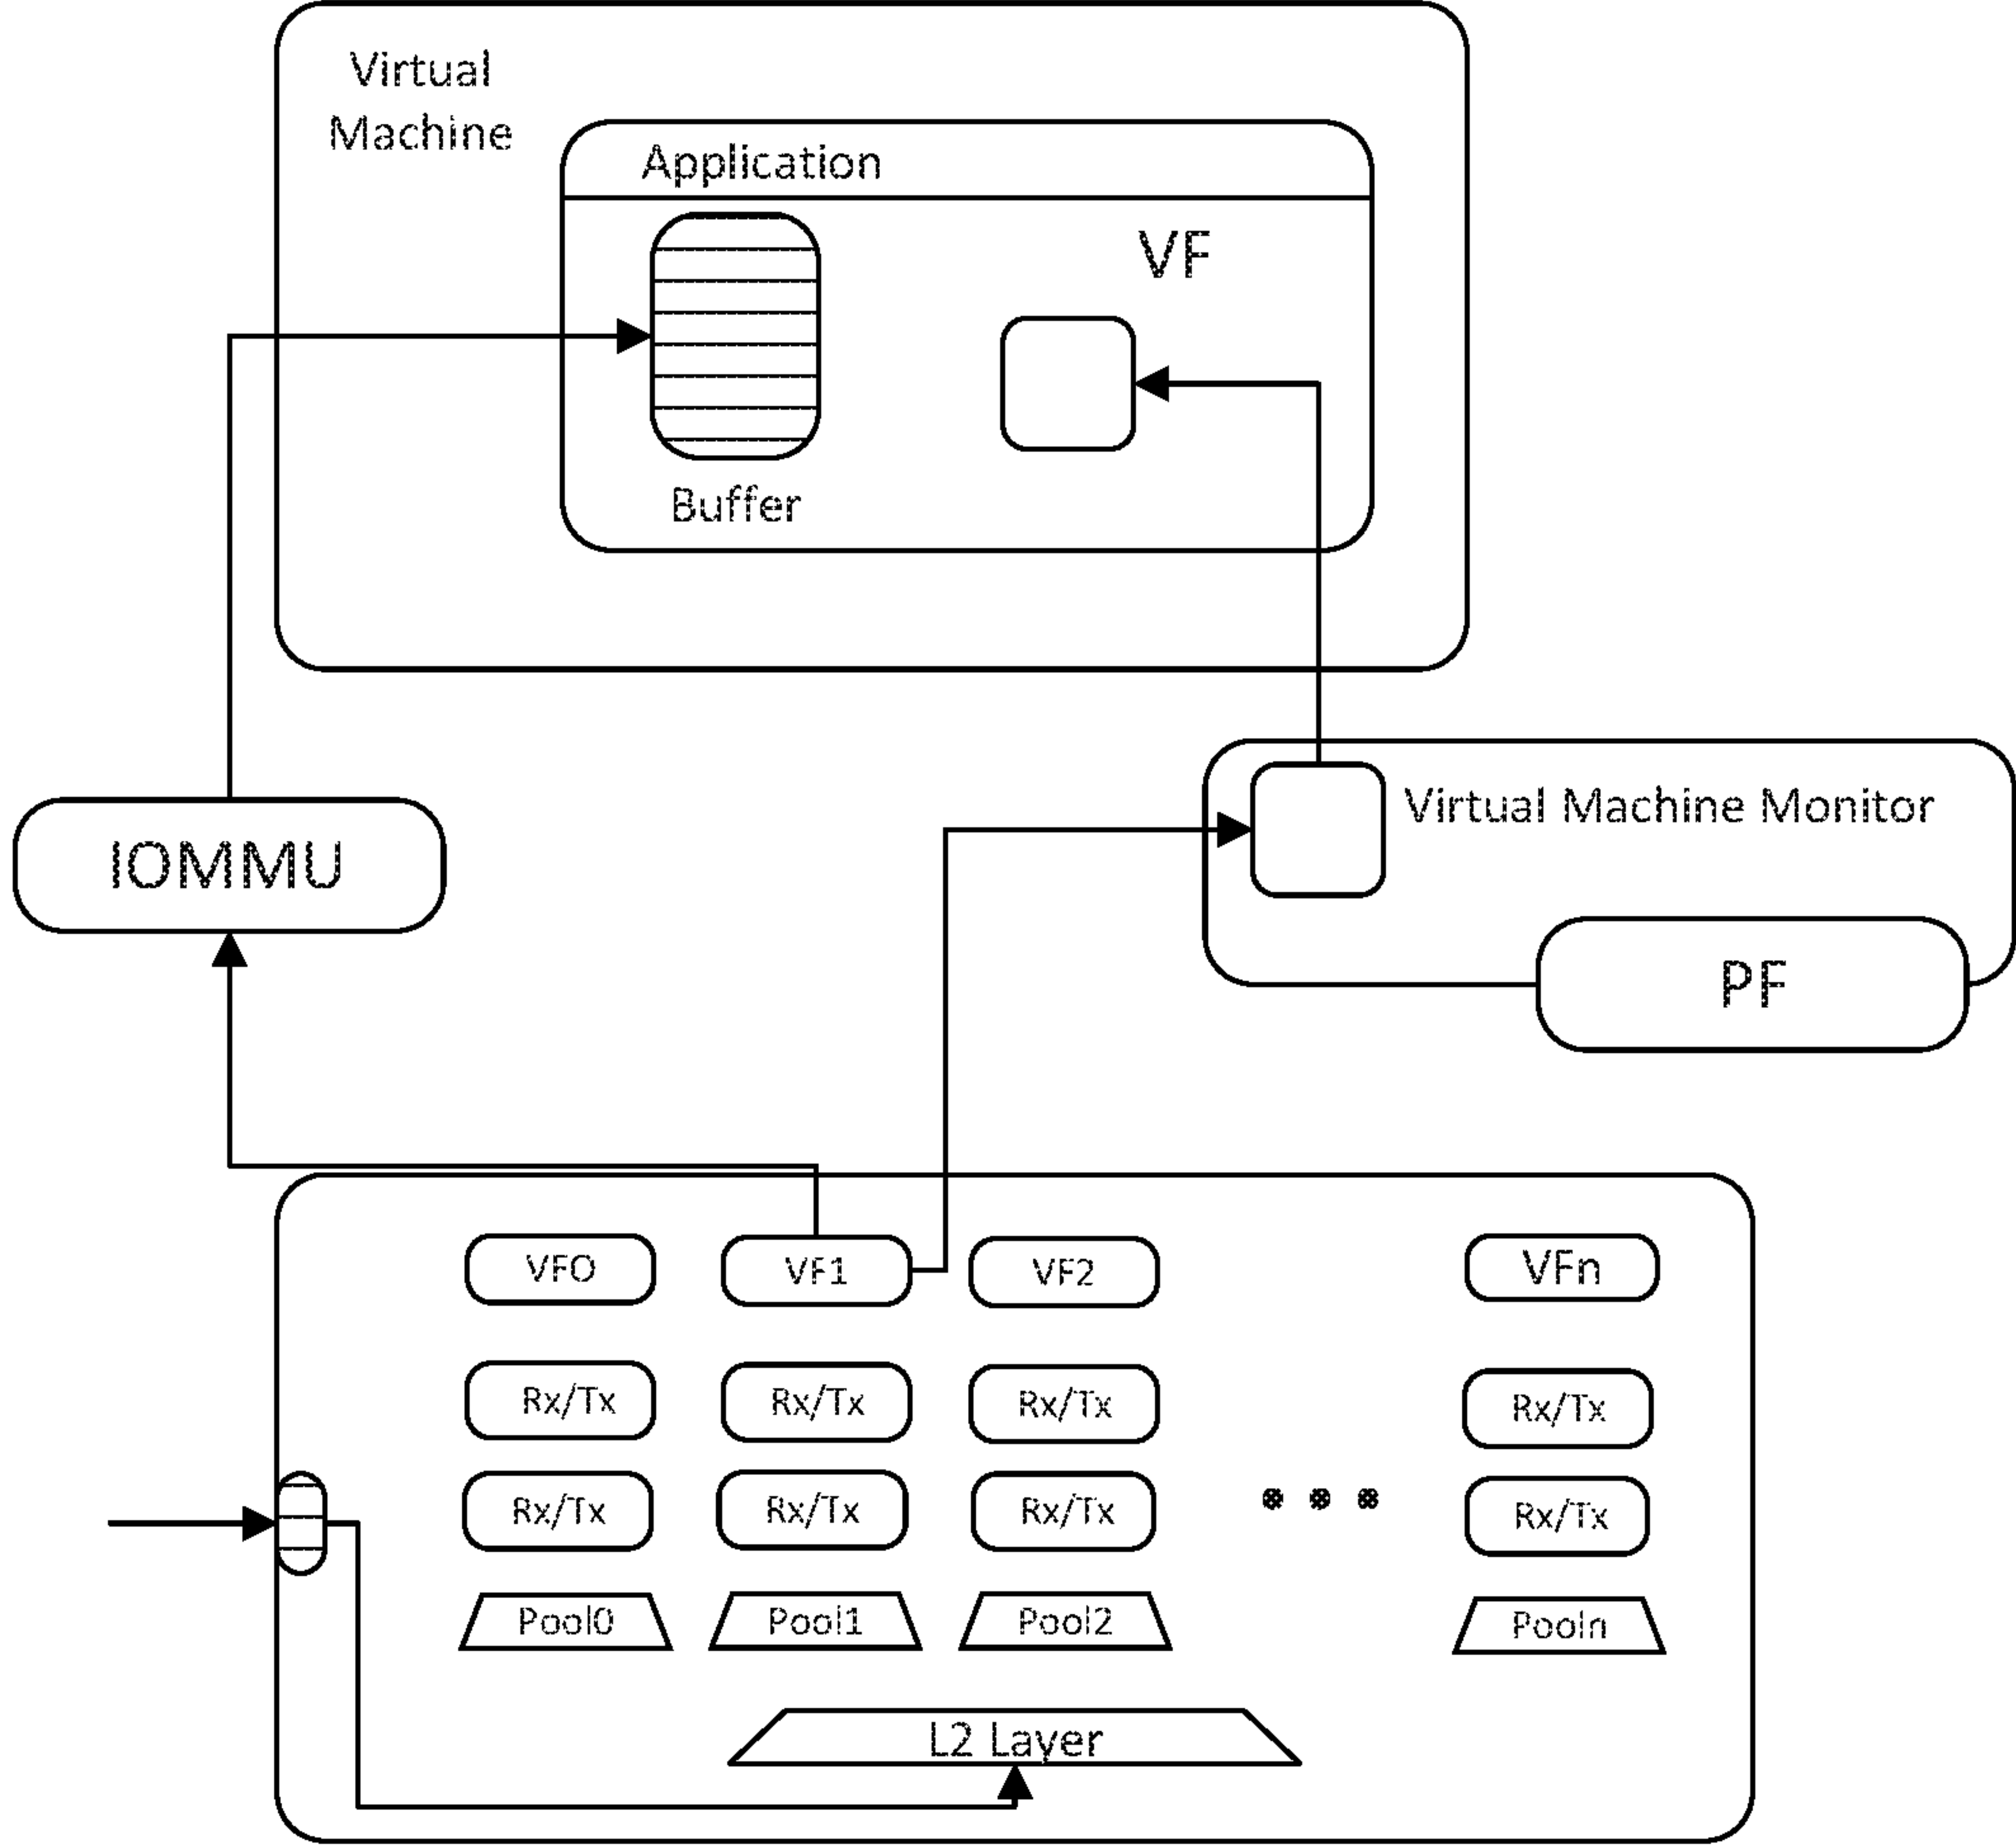 Virtual
Machine
Application
VF
Buffer
Virtual Machine Monitor
IOMMU
PF
VF0
VF1
VF2
VFn
Rx/Tx
Rx/Tx
Rx/Tx
Rx/Tx
Rx/Tx
Rx/Tx
Rx/Tx
Rx/Tx
Pool0
Pool1
Pool2
Pooln
L2 Layer